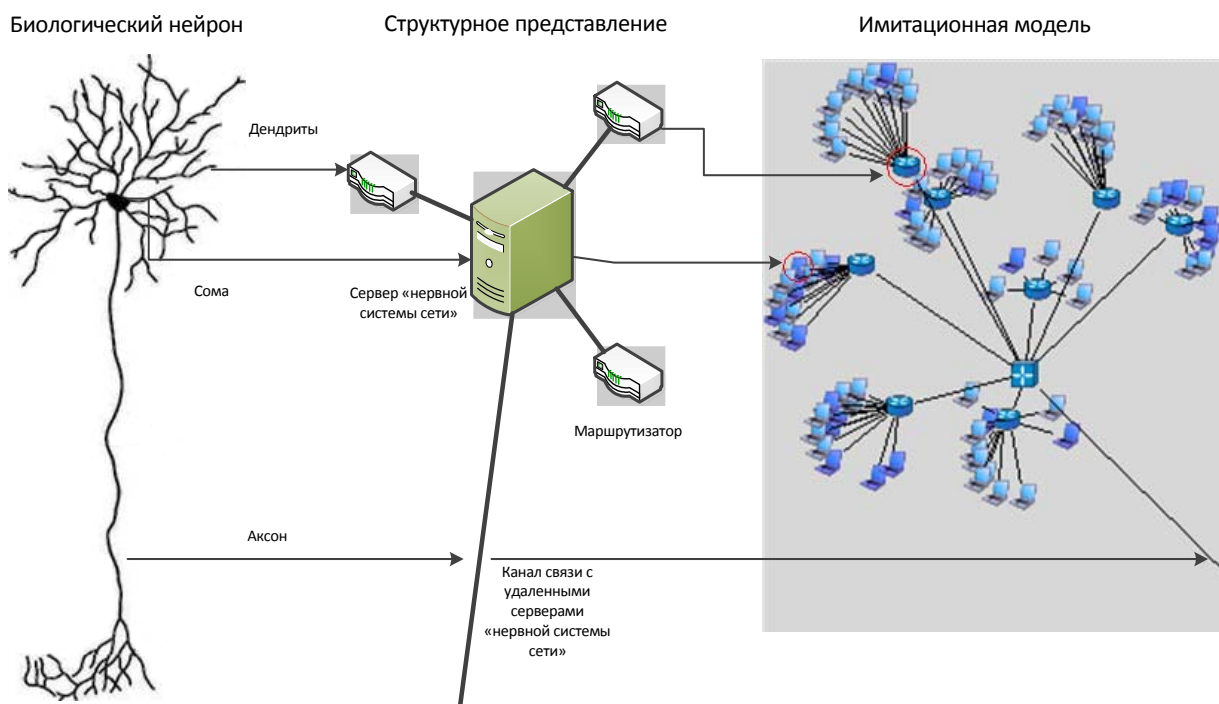 Биологический нейрон
Структурное представление
Имитационная модель
Дендриты
Сома
Сервер «нервной
системы сети»
Маршрутизатор
Аксон
Канал связи с
удаленными
серверами
«нервной системы
сети»